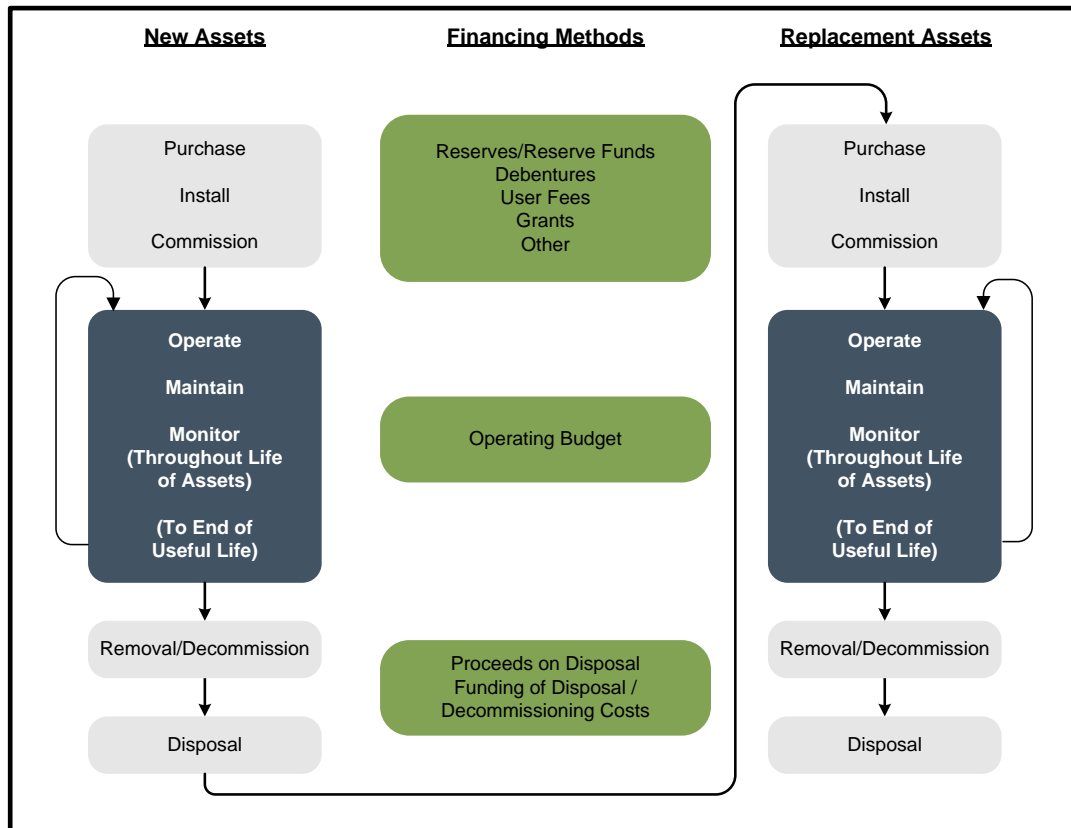 New Assets
Financing Methods
Replacement Assets
Purchase
Install
Commission
Operate
Maintain
Monitor
(Throughout Life
of Assets)
(To End of
Useful Life)
Removal/Decommission
Disposal
Reserves/Reserve Funds
Debentures
User Fees
Grants
Other
Operating Budget
Proceeds on Disposal
Funding of Disposal /
Decommissioning Costs
Purchase
Install
Commission
Operate
Maintain
Monitor
(Throughout Life
of Assets)
(To End of
Useful Life)
Removal/Decommission
Disposal